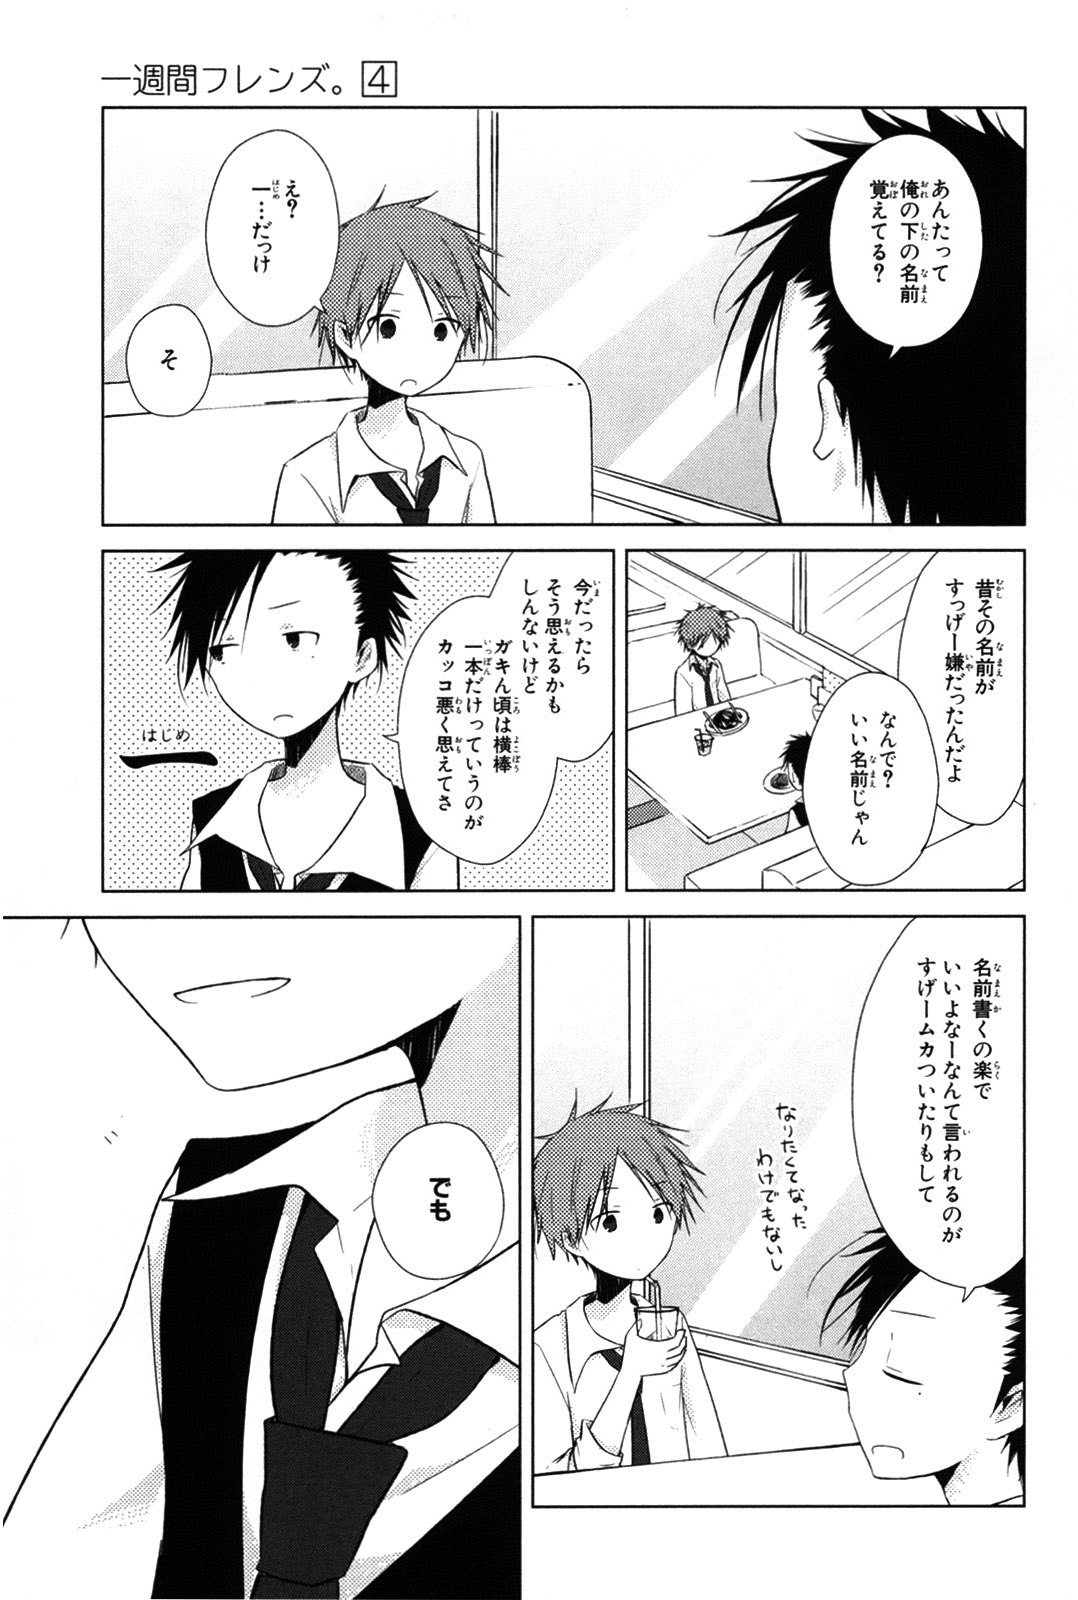 一週間フレンズ。4
あんたって
俺の下の名前
覚えてる?
え?
一…だっけ
そ
昔その名前が
すっげー嫌だったんだよ
なんで?
いい名前じゃん
今だったら
そう思えるかも
しんないけど
ガキん頃は横棒
一本だけっていうのが
カッコ悪く思えてさ
はじめ
一
名前書くの楽で
いいよなーなんて言われるのが
すげームカついたりもして
なりたくてなった
わけでもないし
でも